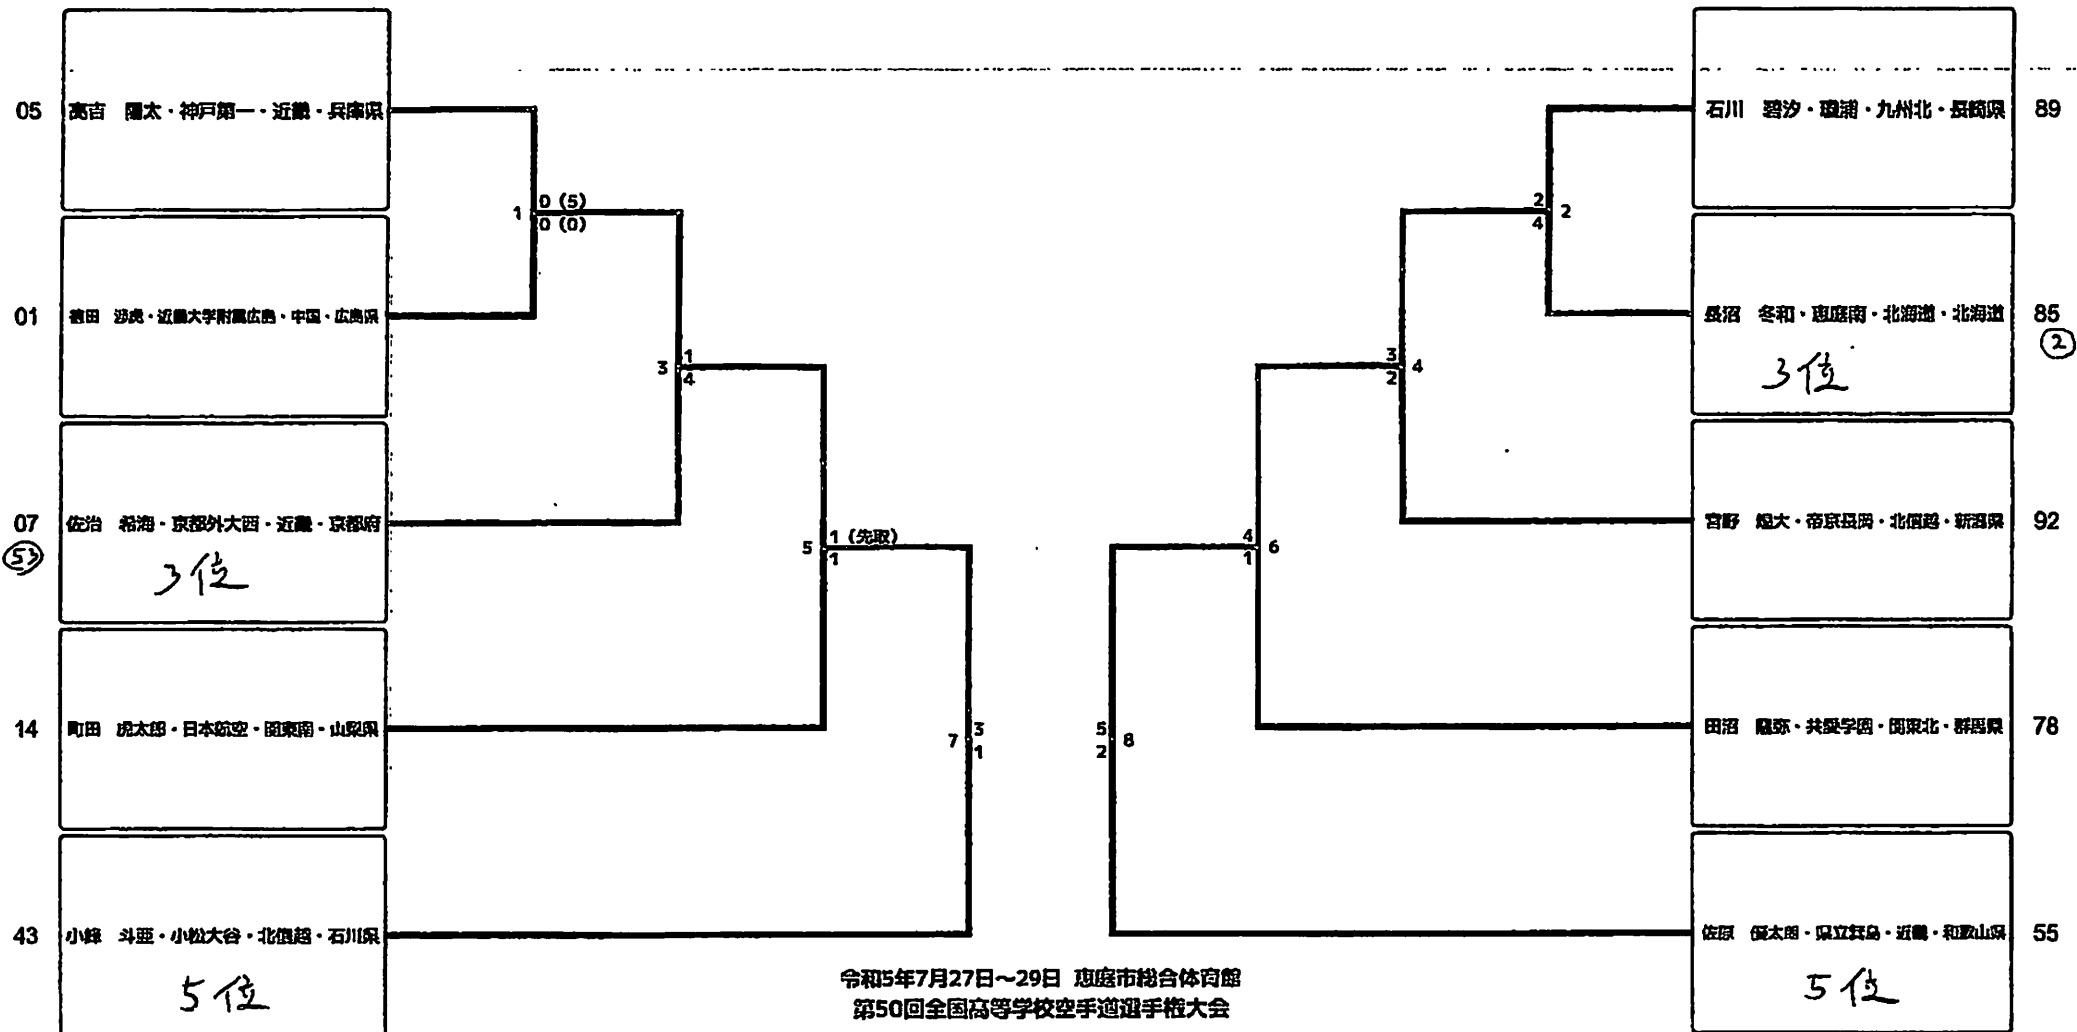 05 高吉 陽太・神戸第一・近畿・兵庫県
01 田 虎・近畿大学附属広島・中国・広島県
07 佐治 希海・京都外大西・近畿・京都府
53
3位
14 町田 虎太郎・日本航空・関東南・山梨県
43 小峰 斗亜・小松大谷・北信越・石川県
5位
1 0 (5)
0 (0)
3 1
4
5 1 (先取)
1
7 3
1
石川 碧汐・瓊浦・九州北・長崎県 89
長沼 冬和・恵庭南・北海道・北海道 85
2
3位
宮野 大・帝京長岡・北信越・新潟県 92
田沼 弥・共愛学園・関東北・群馬県 78
佐原 優太朗・県立箕島・近畿・和歌山県 55
5位
2 2
4
3 4
2
4 6
1
5 8
2
令和5年7月27日～29日 恵庭市総合体育館
第50回全国高等学校空手道選手権大会